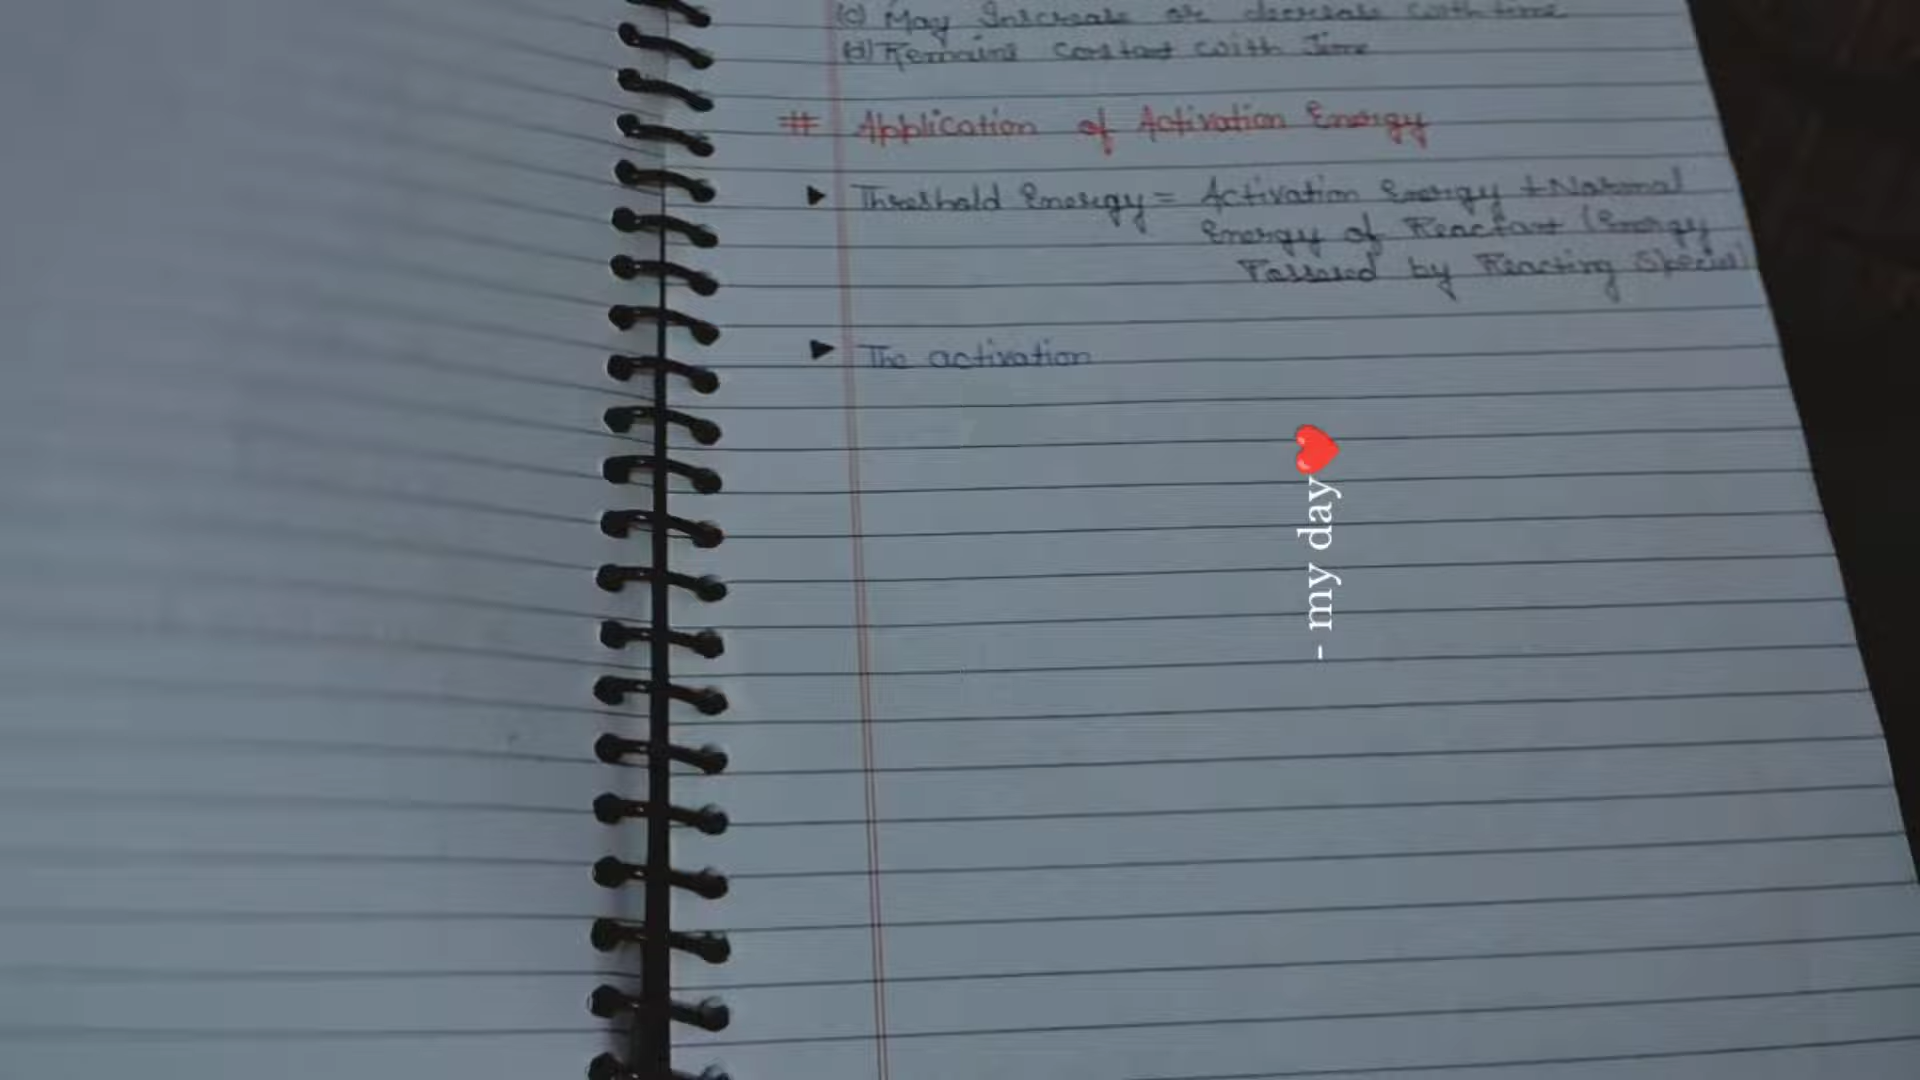 (c) May Increase or decrease with time
(d) Remains constant with Time
# Application of Activation Energy
▶ Threshold Energy = Activation Energy + Normal
Energy of Reactant (Energy
Possessed by Reacting Species)
▶ The activation
- my day❤️